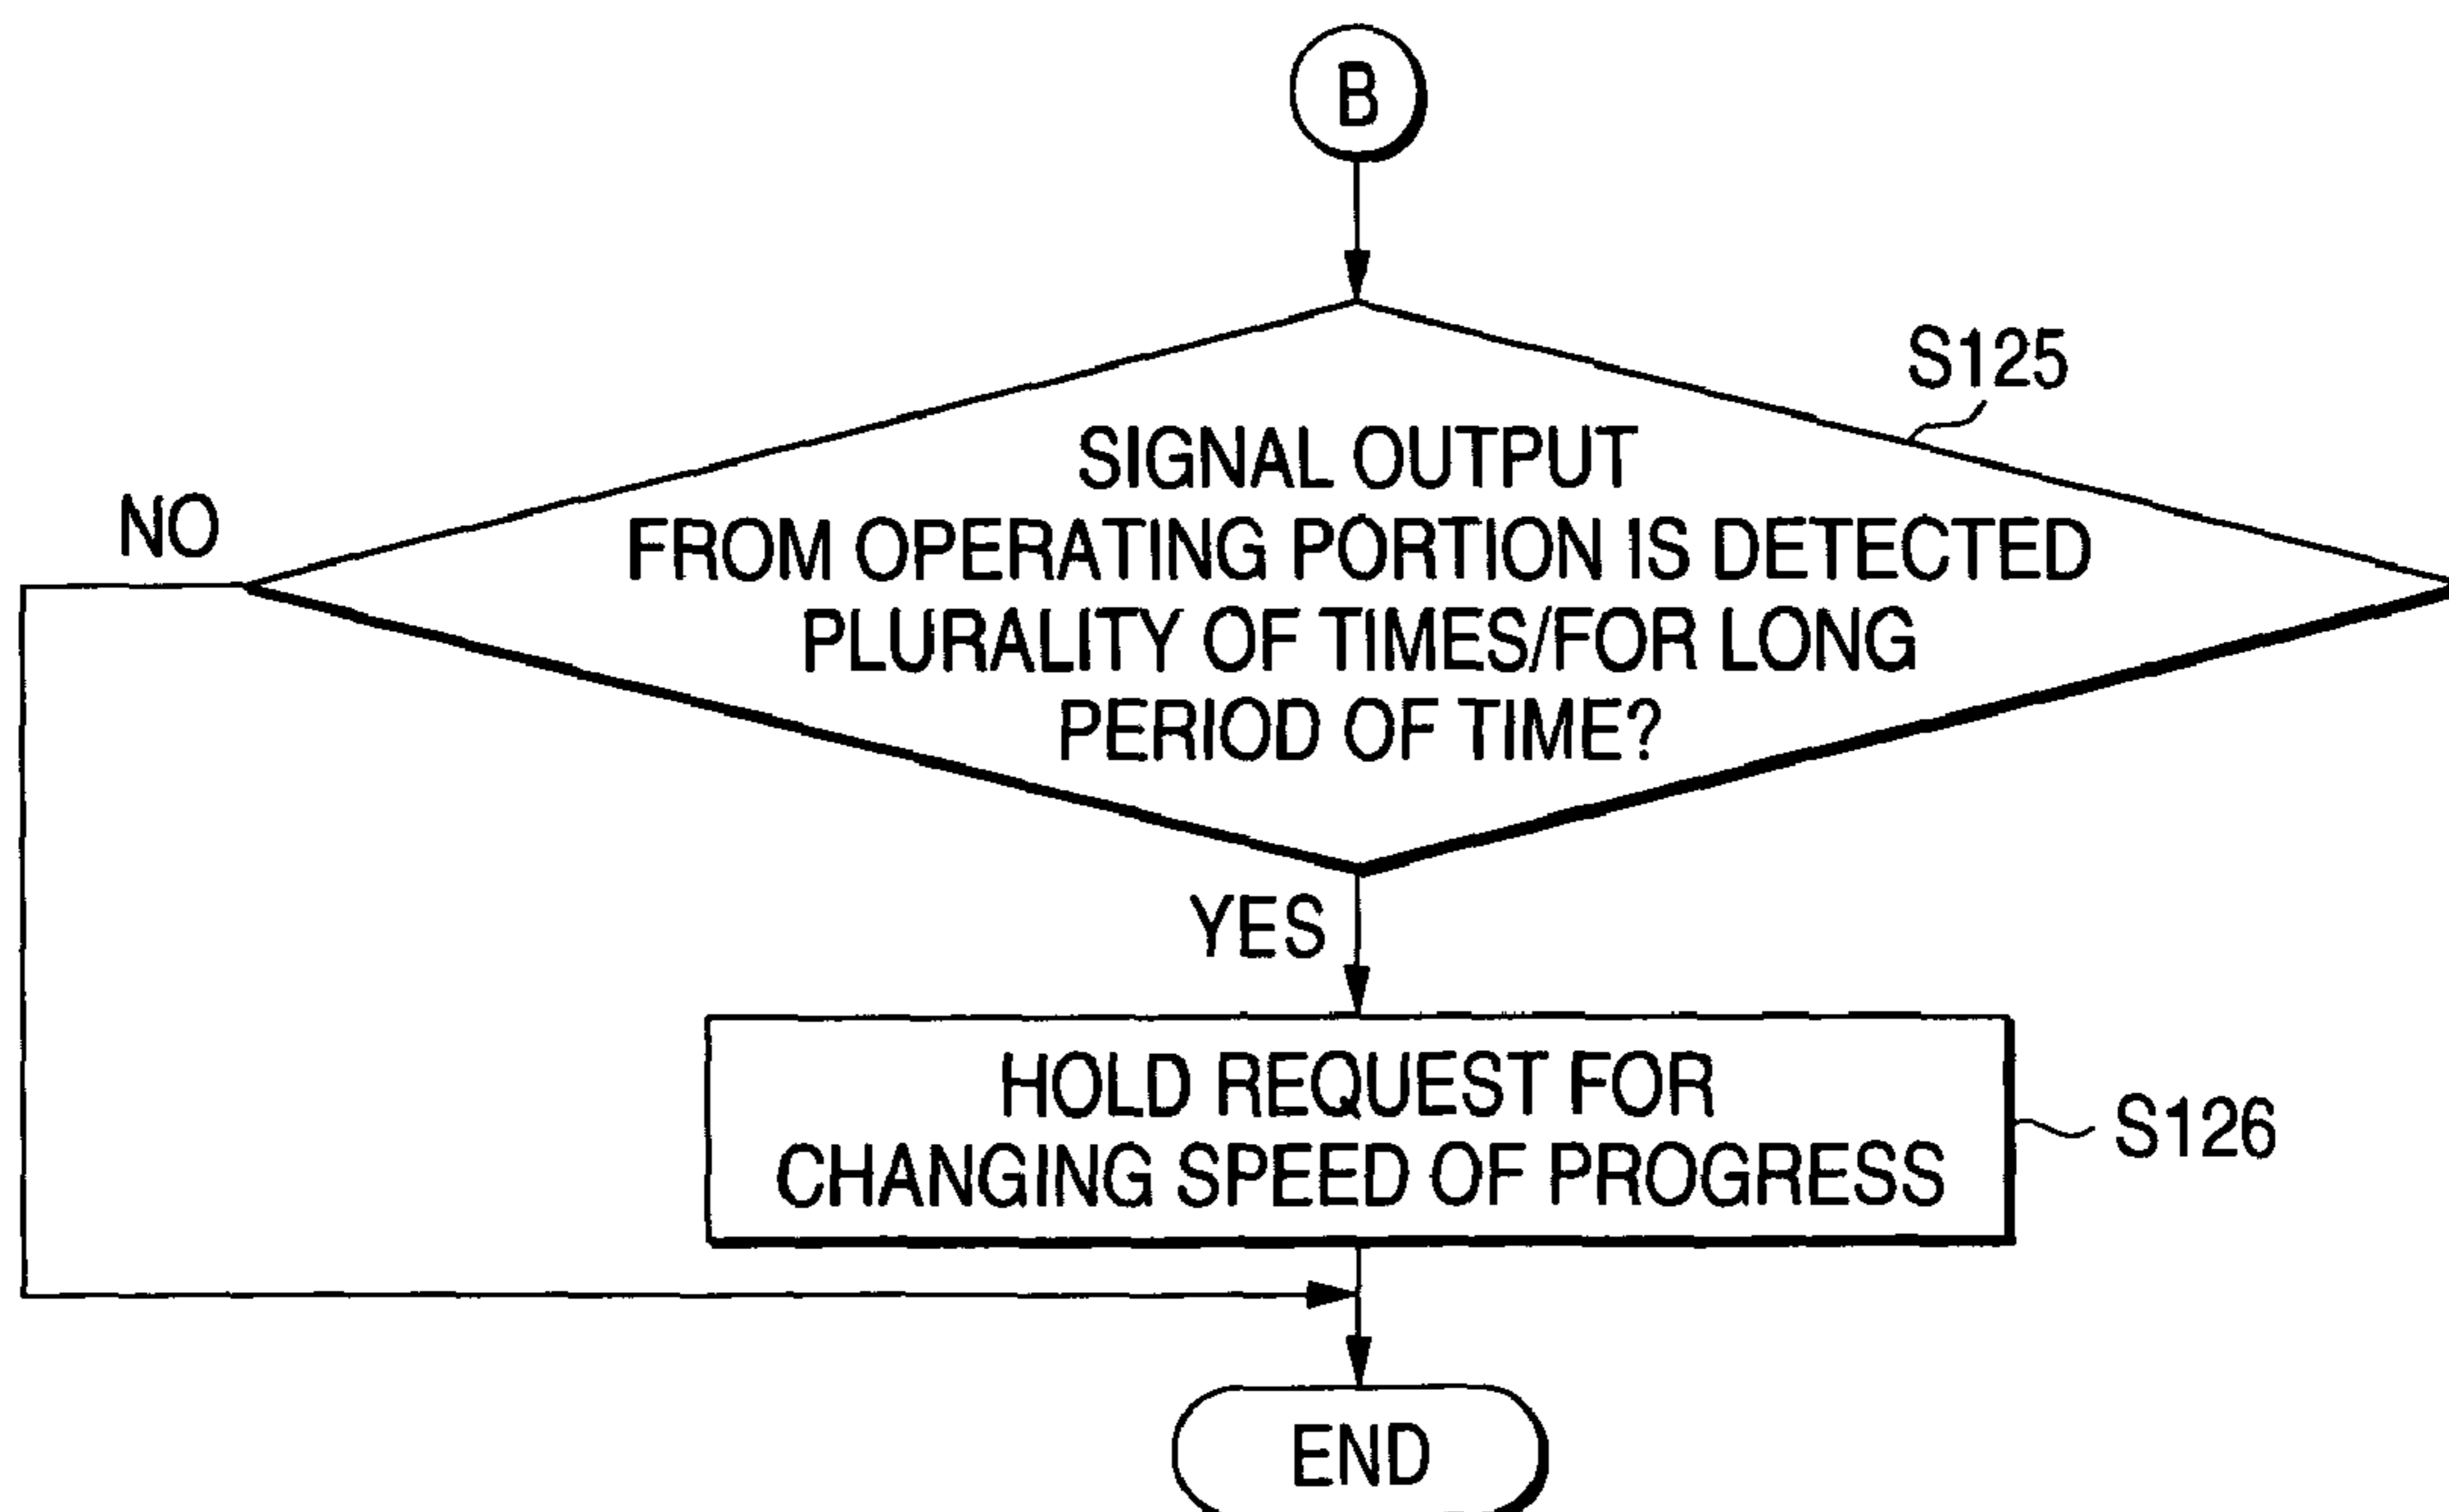 B
S125
SIGNAL OUTPUT
FROM OPERATING PORTION IS DETECTED
PLURALITY OF TIMES/FOR LONG
PERIOD OF TIME?
NO
YES
HOLD REQUEST FOR
CHANGING SPEED OF PROGRESS
S126
END